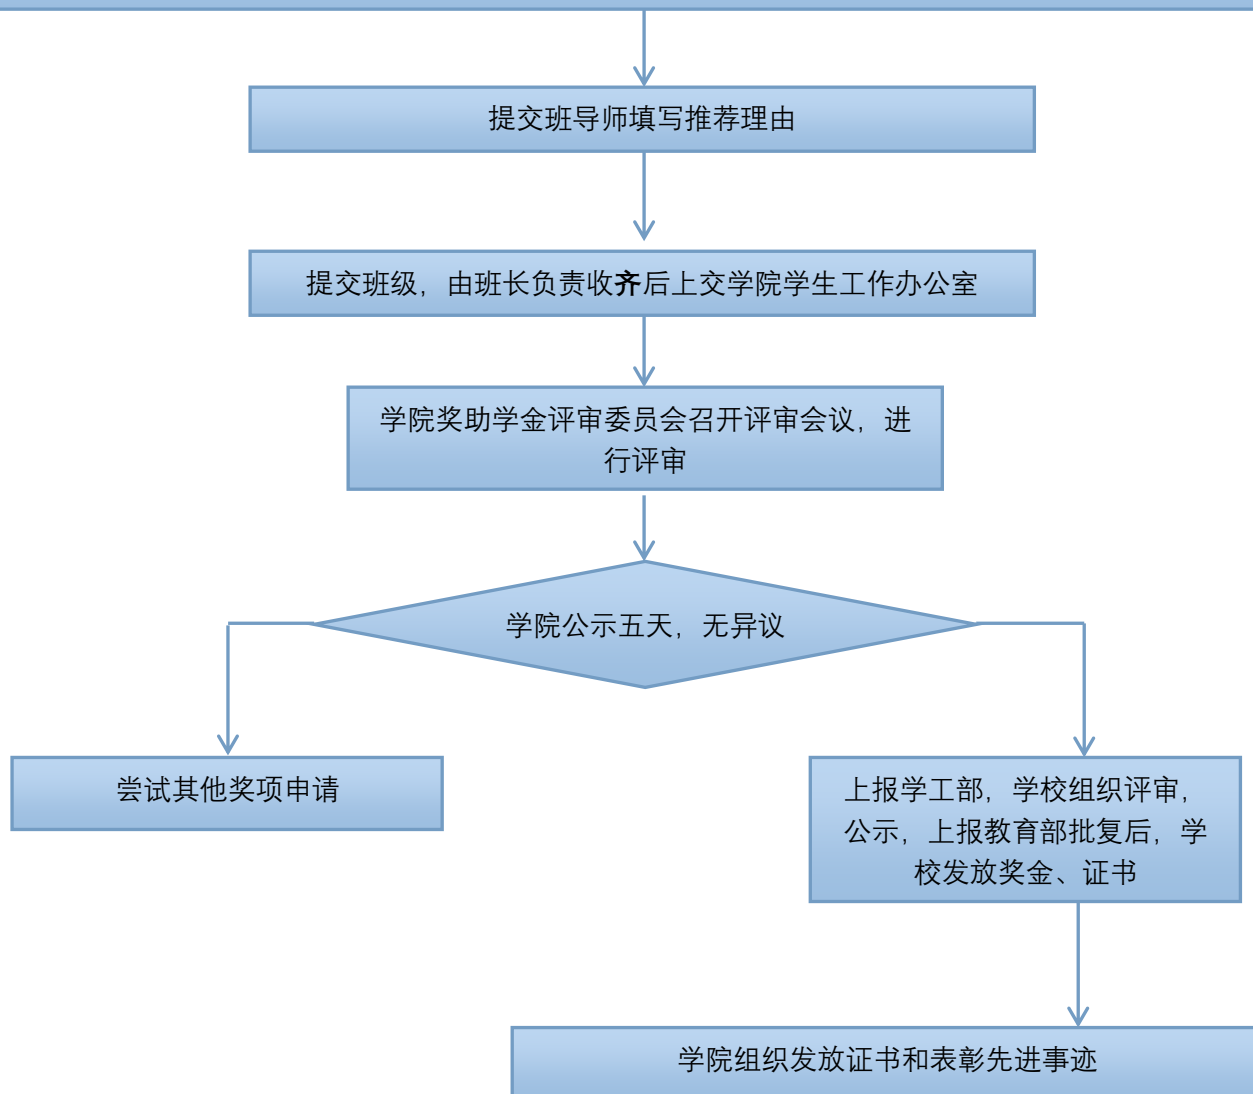 提交班导师填写推荐理由
提交班级，由班长负责收齐后上交学院学生工作办公室
学院奖助学金评审委员会召开评审会议，进
行评审
学院公示五天，无异议
尝试其他奖项申请
上报学工部，学校组织评审，
公示，上报教育部批复后，学
校发放奖金、证书
学院组织发放证书和表彰先进事迹